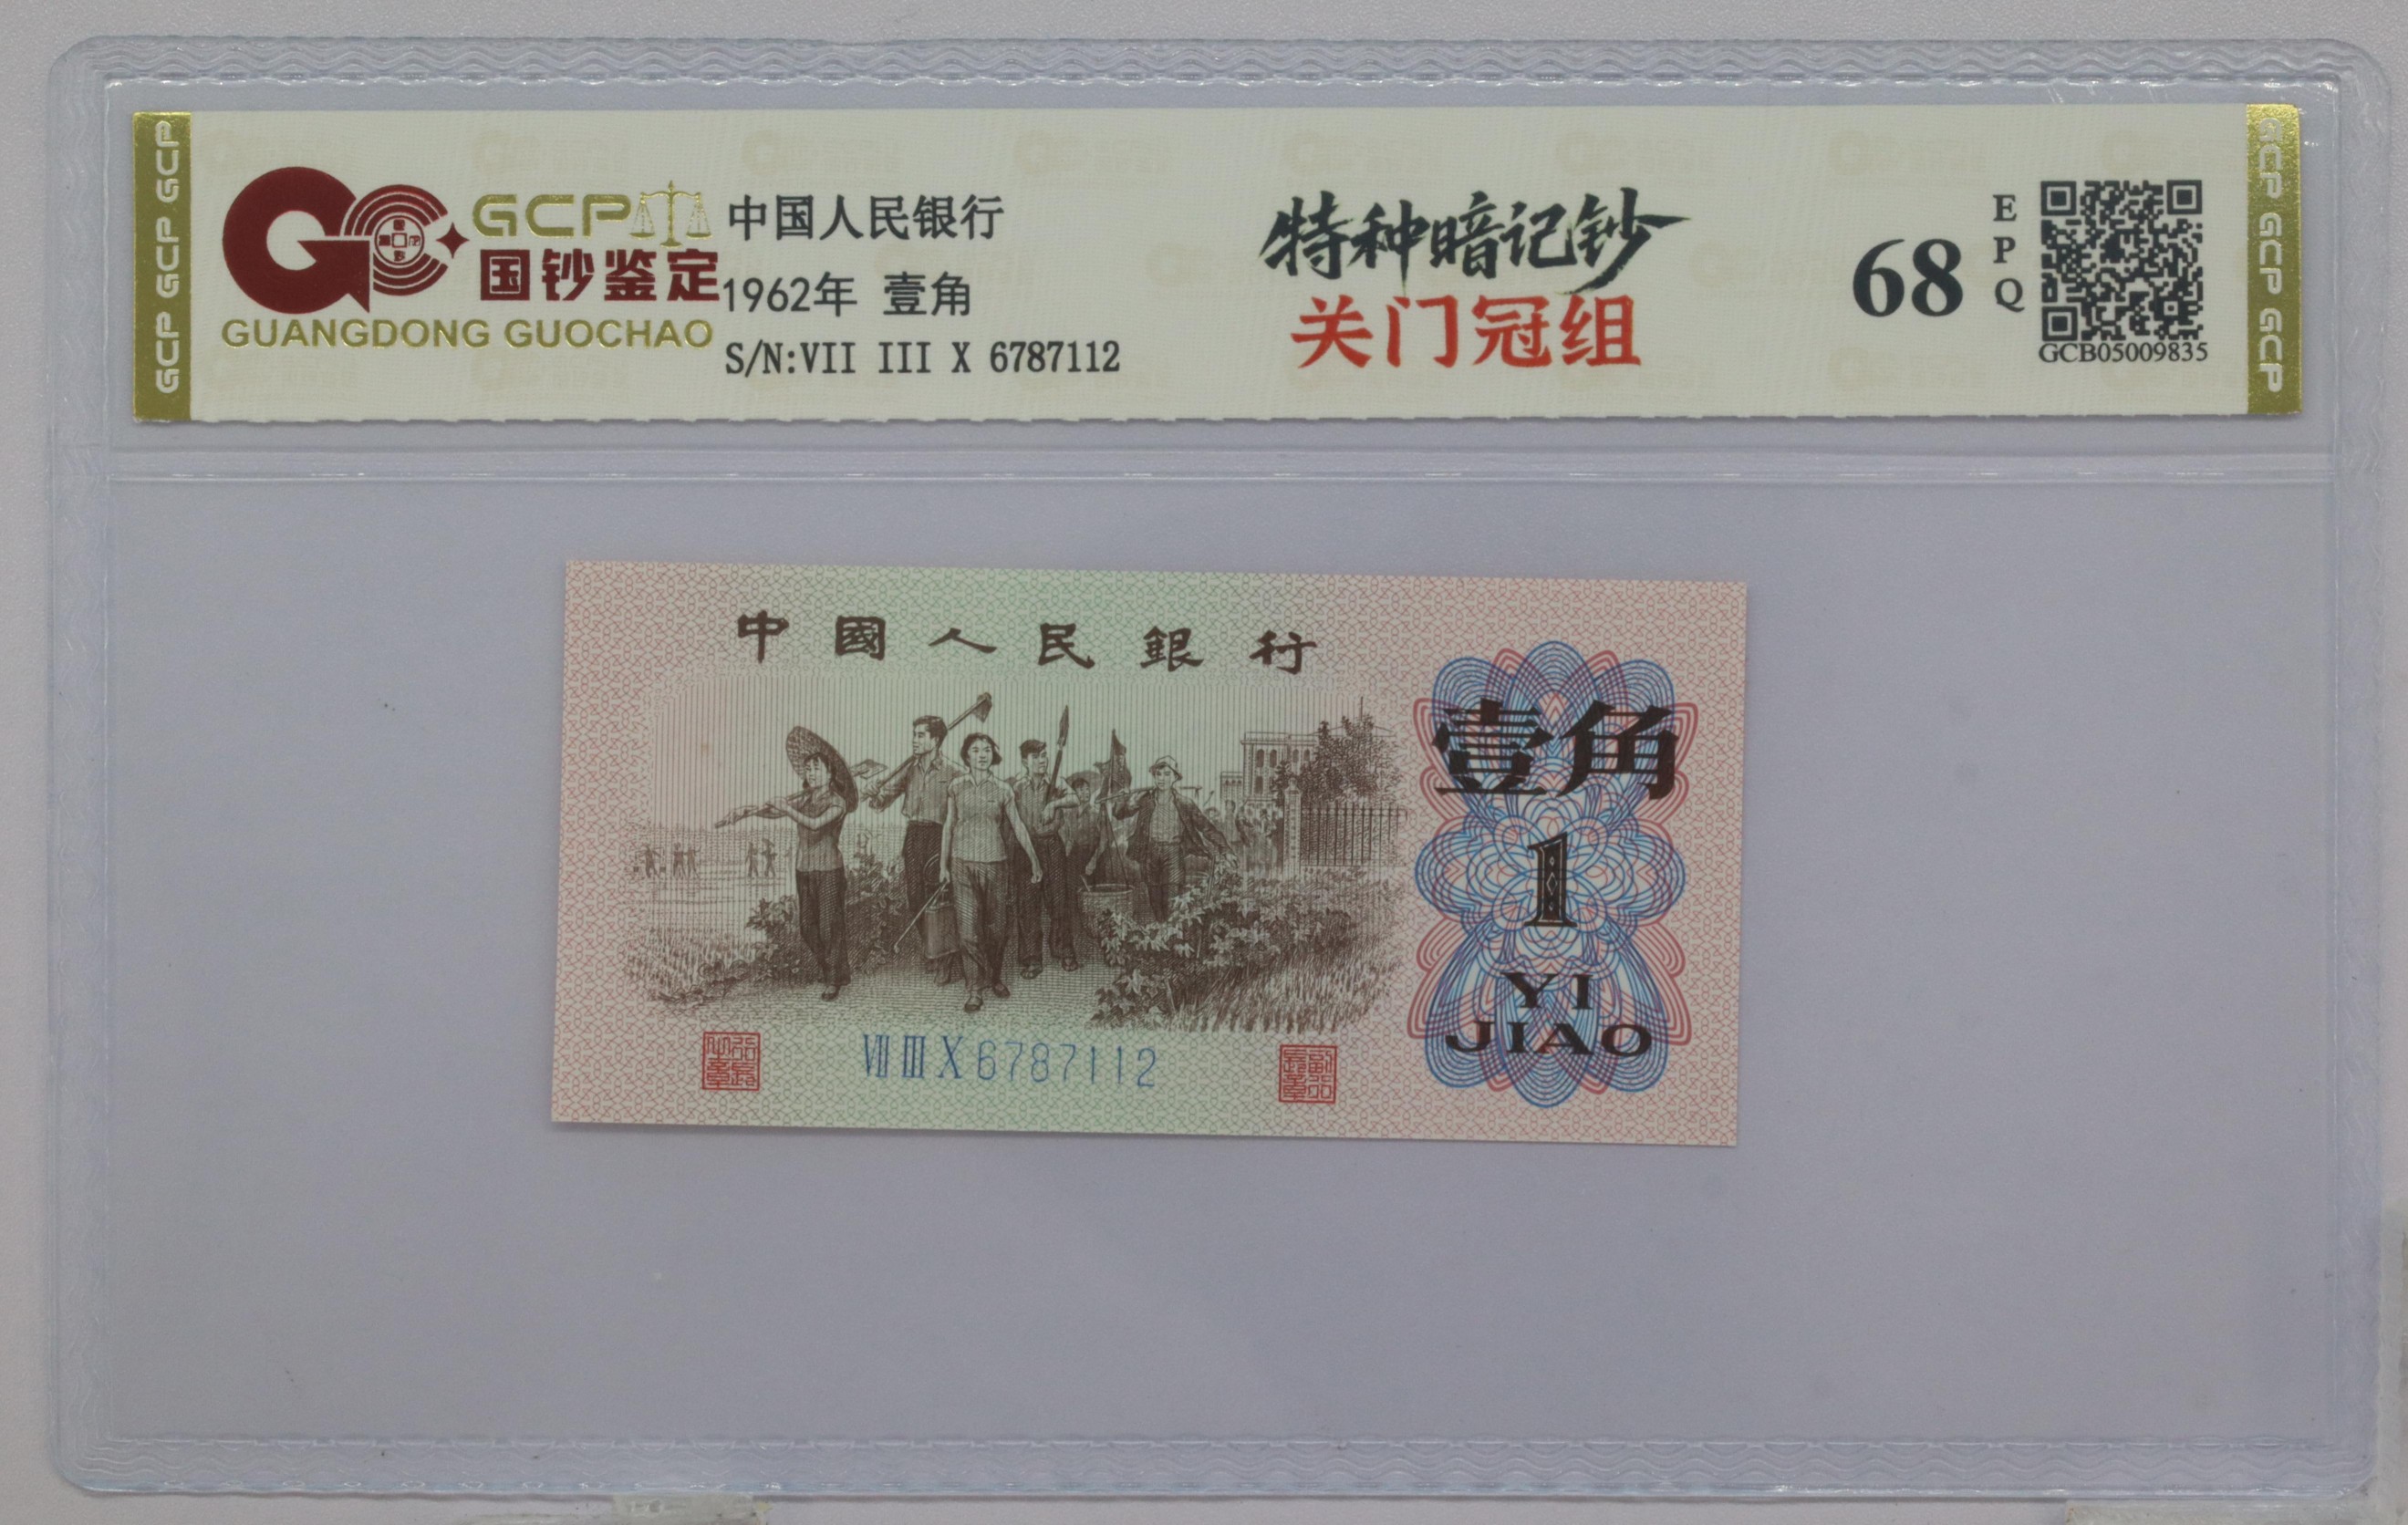 GCP GCP GCP
GCP
国钞鉴定
GUANGDONG GUOCHAO
中国人民银行
1962年 壹角
S/N:VII III X 6787112
特种暗记钞
关门冠组
68
E
P
Q
GCB05009835
GCP GCP GCP
中國人民銀行
壹角
1
YI
JIAO
VII III X 6787112